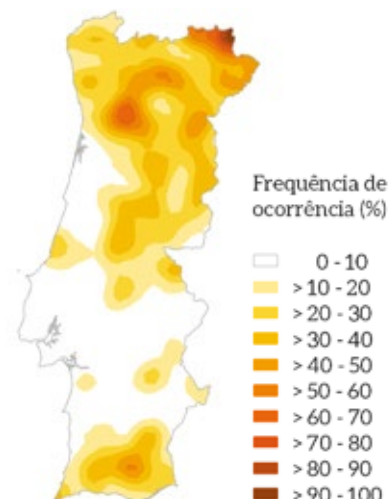 Frequência de
ocorrência (%)
0 - 10
> 10 - 20
> 20 - 30
> 30 - 40
> 40 - 50
> 50 - 60
> 60 - 70
> 70 - 80
> 80 - 90
> 90 - 100